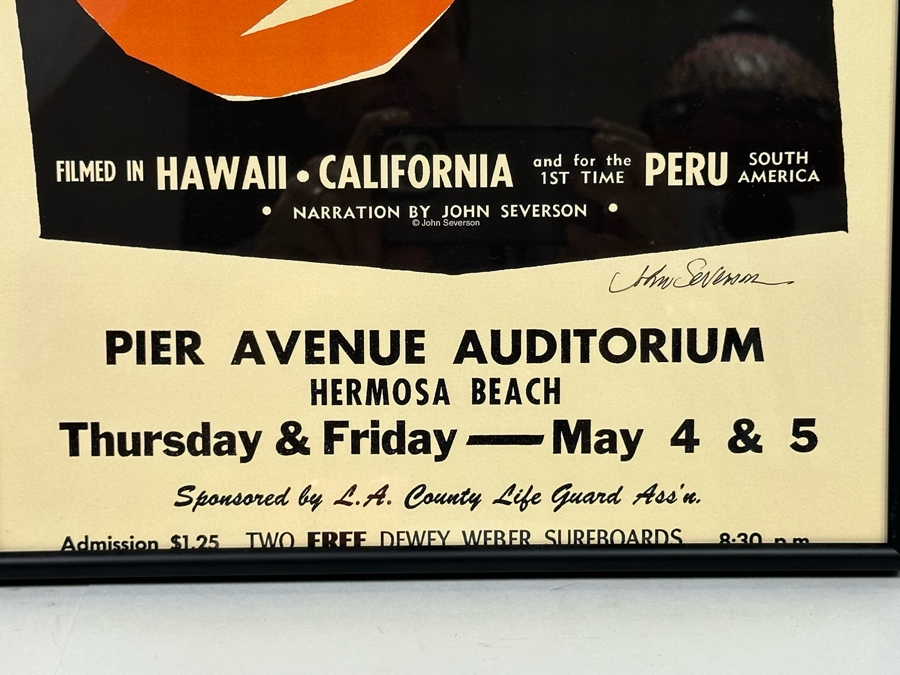 FILMED IN HAWAII • CALIFORNIA and for the 1ST TIME PERU SOUTH AMERICA
• NARRATION BY JOHN SEVERSON •
© John Severson
John Severson
PIER AVENUE AUDITORIUM
HERMOSA BEACH
Thursday & Friday — May 4 & 5
Sponsored by L.A. County Life Guard Ass'n.
Admission $1.25 TWO FREE DEWEY WEBER SURFBOARDS 8:30 p.m.